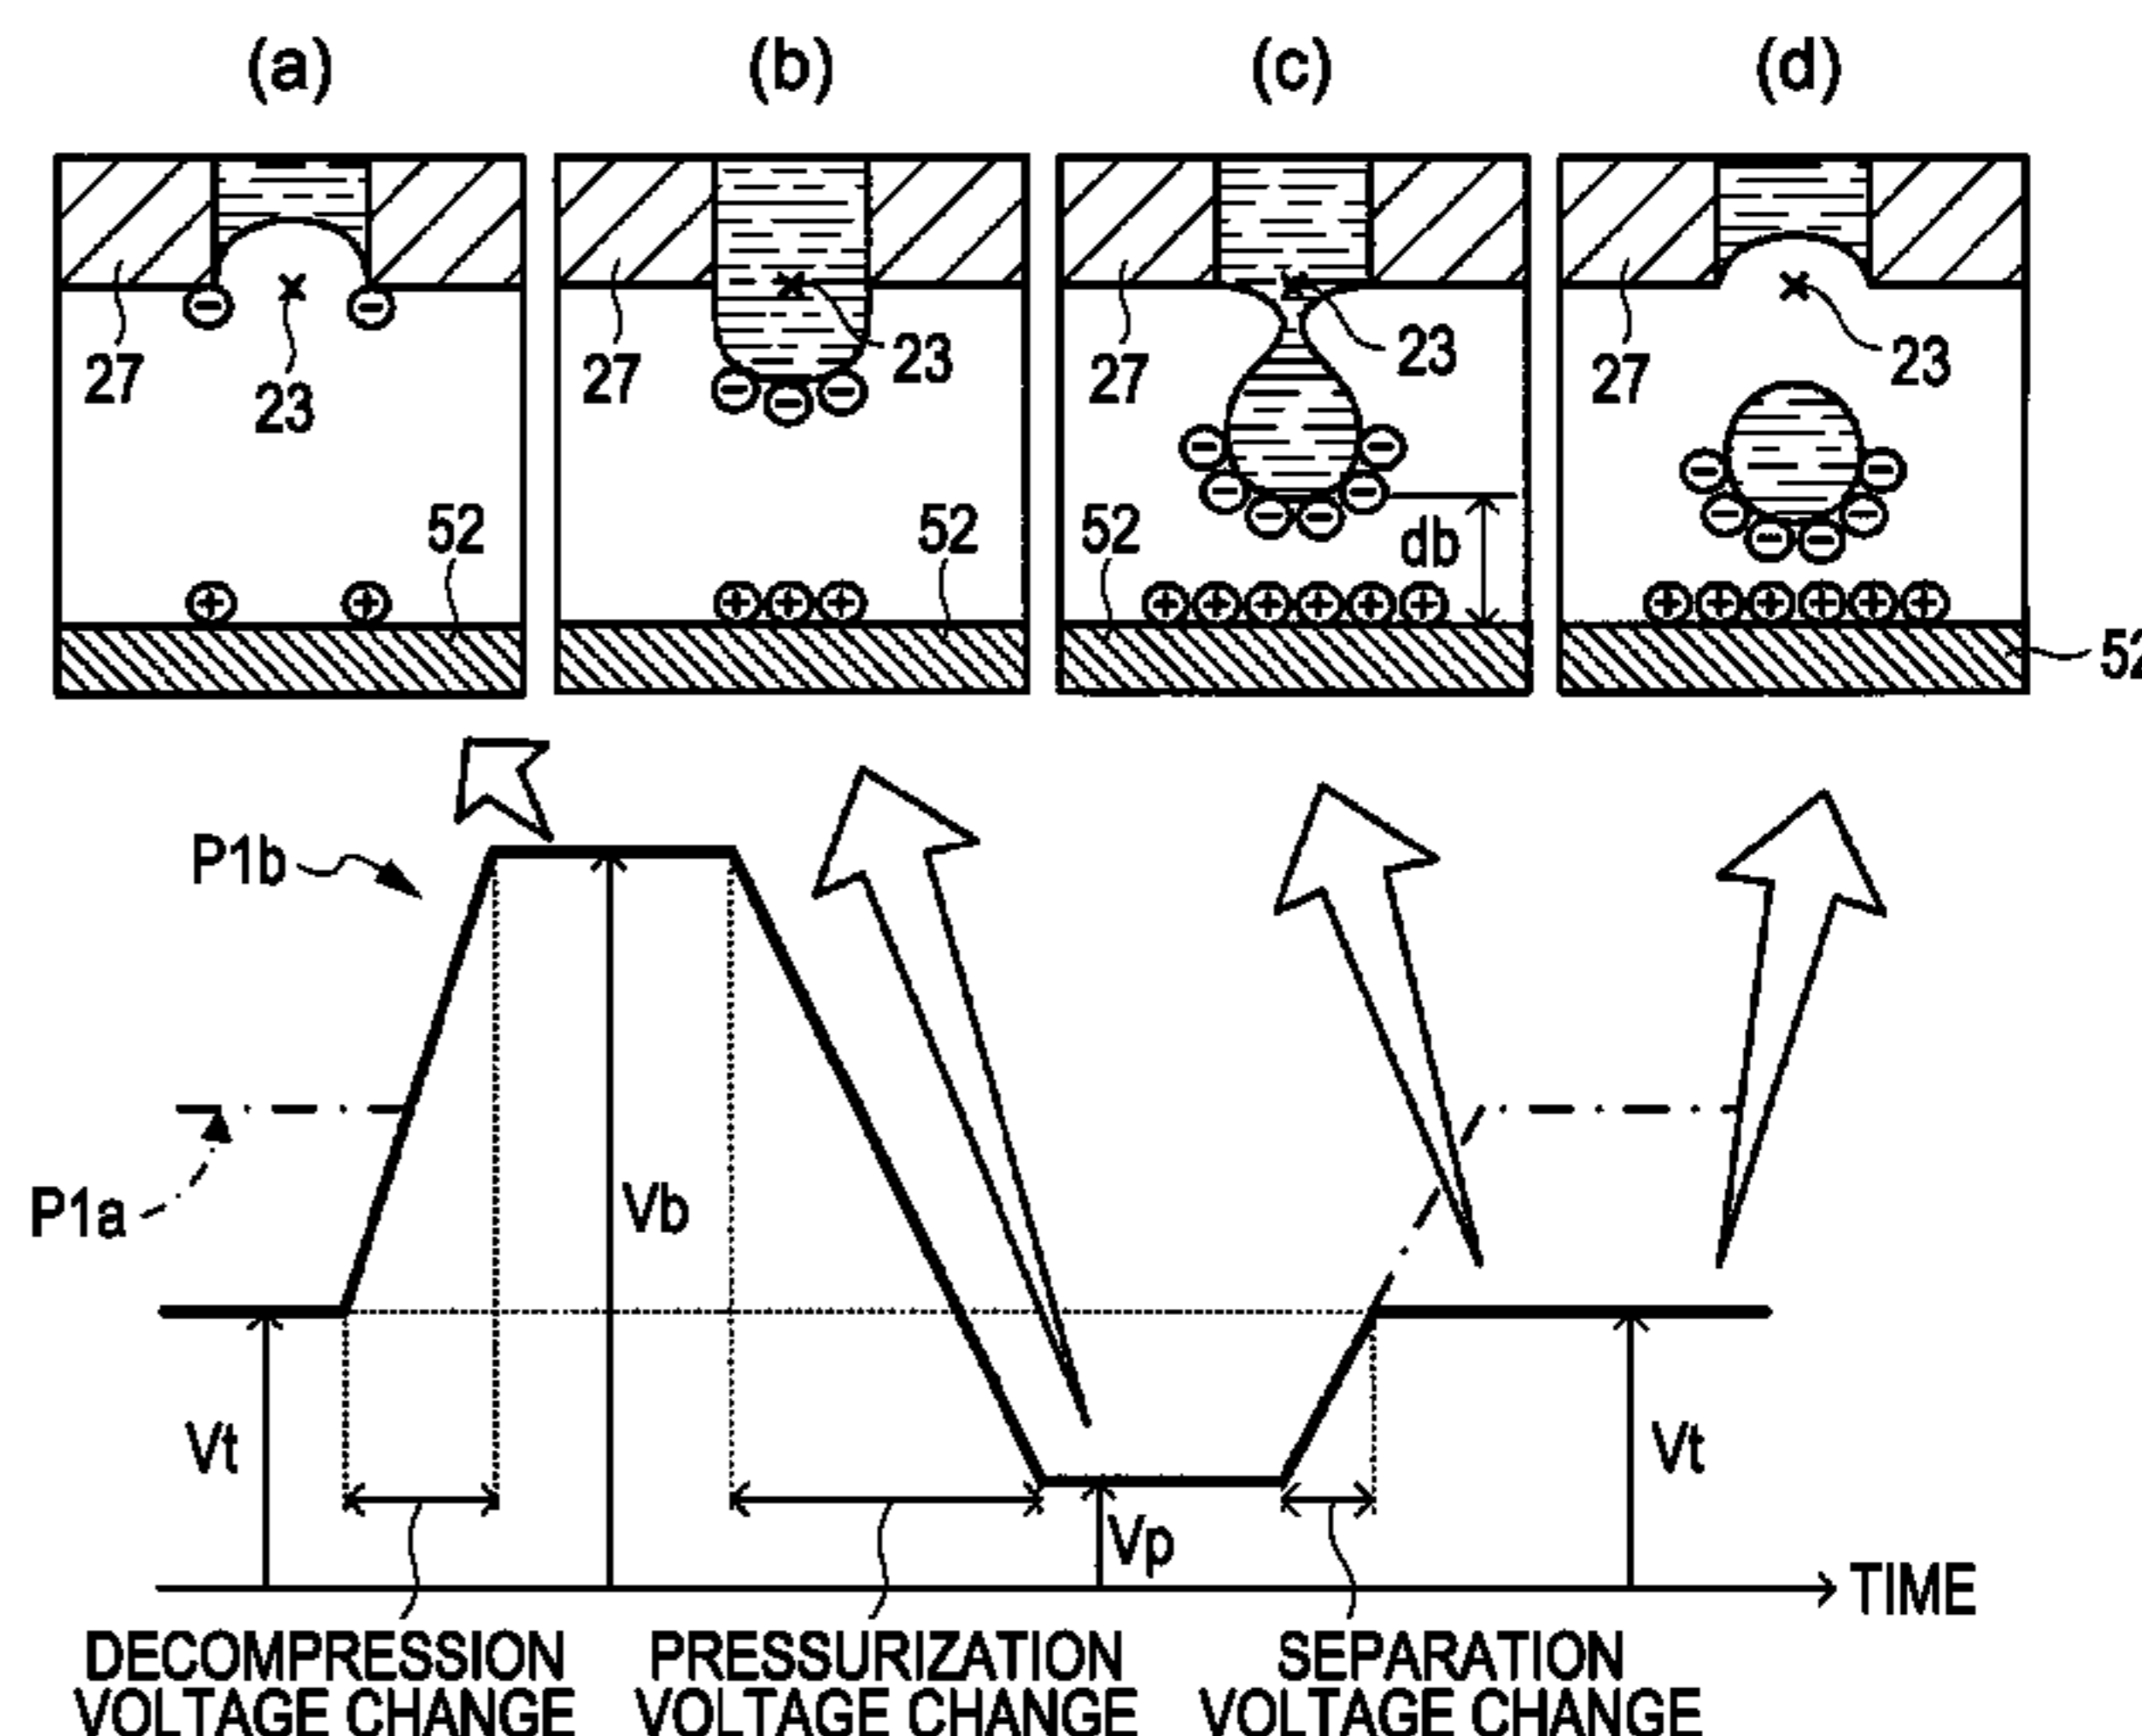 (a) (b) (c) (d)
27 23 52
27 23 52
27 23 52 db
27 23 52
P1b
P1a
Vt Vb Vp Vt
TIME
DECOMPRESSION VOLTAGE CHANGE
PRESSURIZATION VOLTAGE CHANGE
SEPARATION VOLTAGE CHANGE